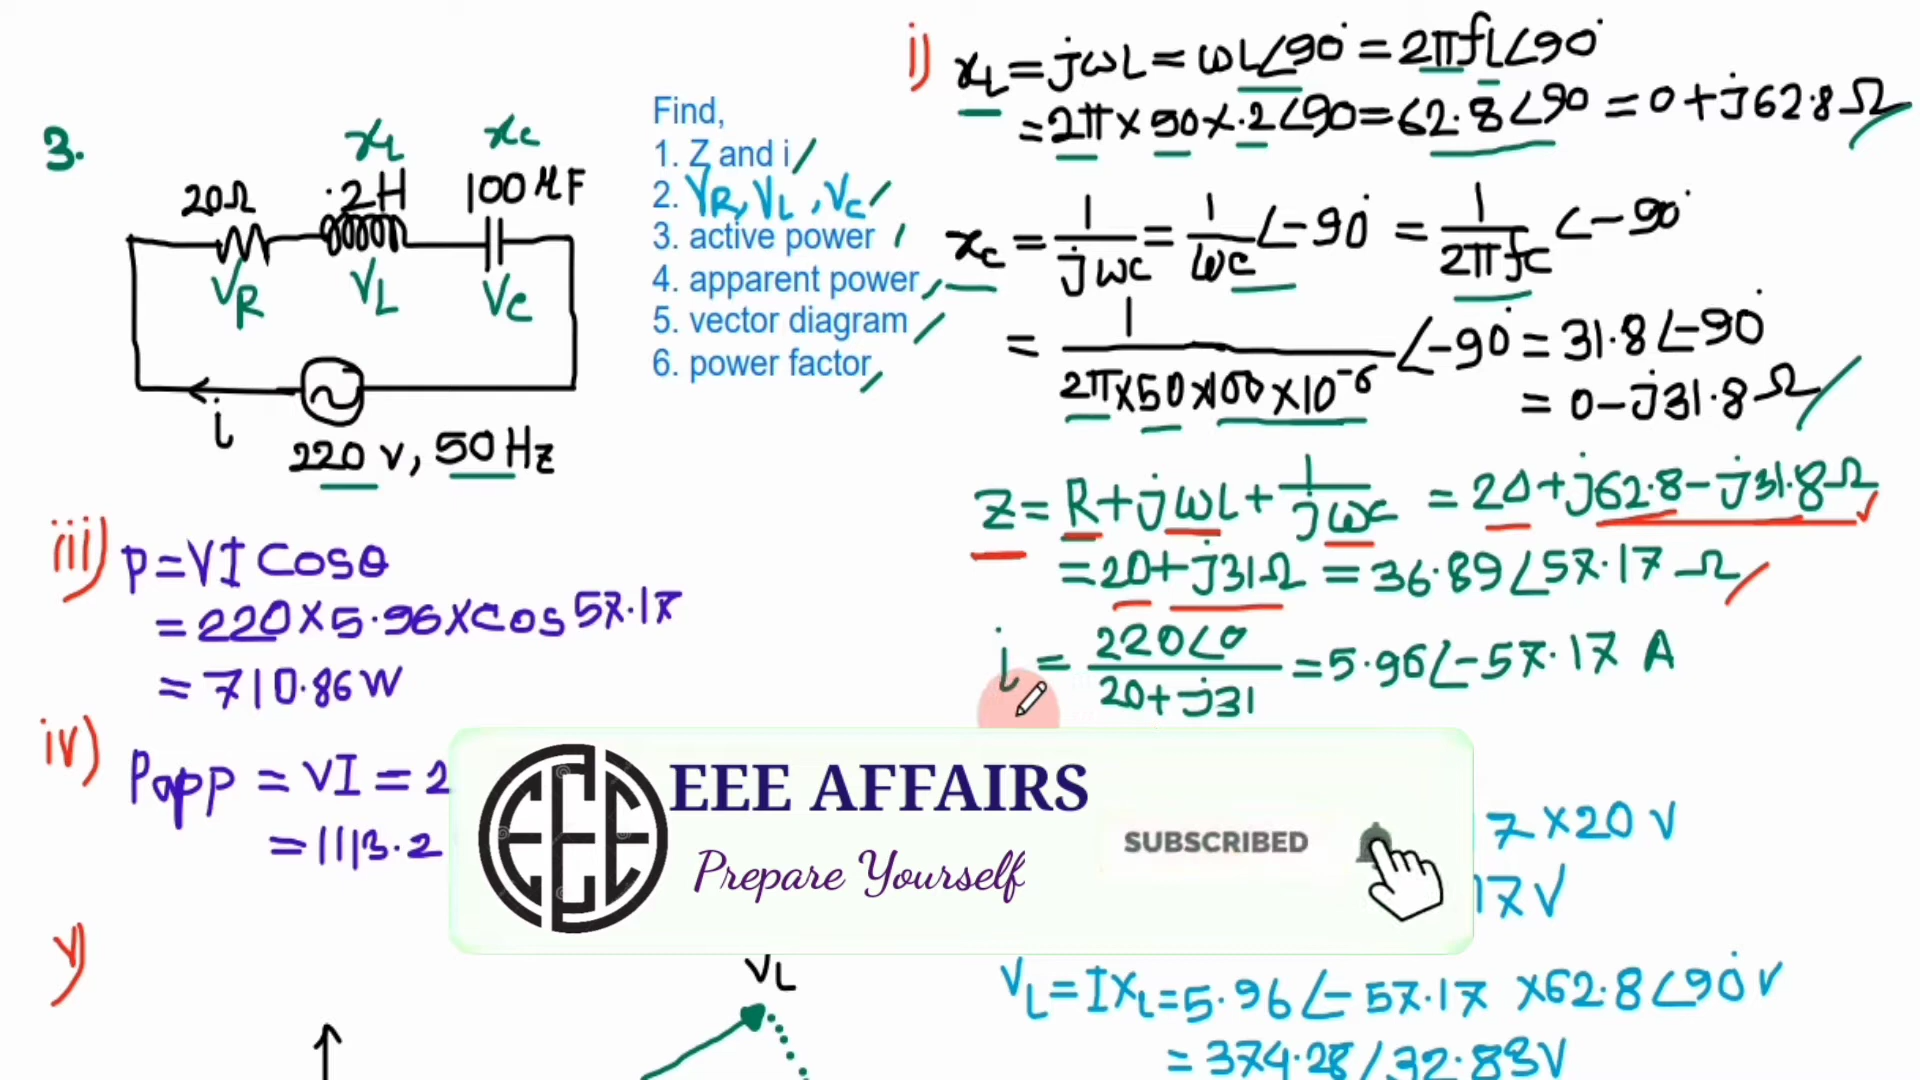 3.
xL
xc
20Ω
.2H
100μF
VR
VL
Vc
i
220 v, 50 Hz
Find,
1. Z and i
2. VR, VL, Vc
3. active power
4. apparent power
5. vector diagram
6. power factor
i) xL = jωL = ωL∠90° = 2πfL∠90°
= 2π×50×.2∠90 = 62.8∠90 = 0+j62.8Ω
xc = 1/jωc = 1/ωc ∠-90° = 1/2πfc ∠-90°
= 1/2π×50×100×10⁻⁶ ∠-90° = 31.8∠-90°
= 0-j31.8Ω
Z = R+jωL+1/jωc = 20+j62.8-j31.8Ω
= 20+j31Ω = 36.89∠57.17 Ω
i = 220∠0/20+j31 = 5.96∠-57.17 A
iii) P=VI Cosθ
= 220×5.96×cos 57.17
= 710.86W
iv) Papp = VI = 2
= 1113.2
EEE AFFAIRS
Prepare Yourself
SUBSCRIBED
7×20 V
17V
v)
VL
VL = IxL = 5.96∠-57.17 ×62.8∠90° v
= 374.28∠32.83V